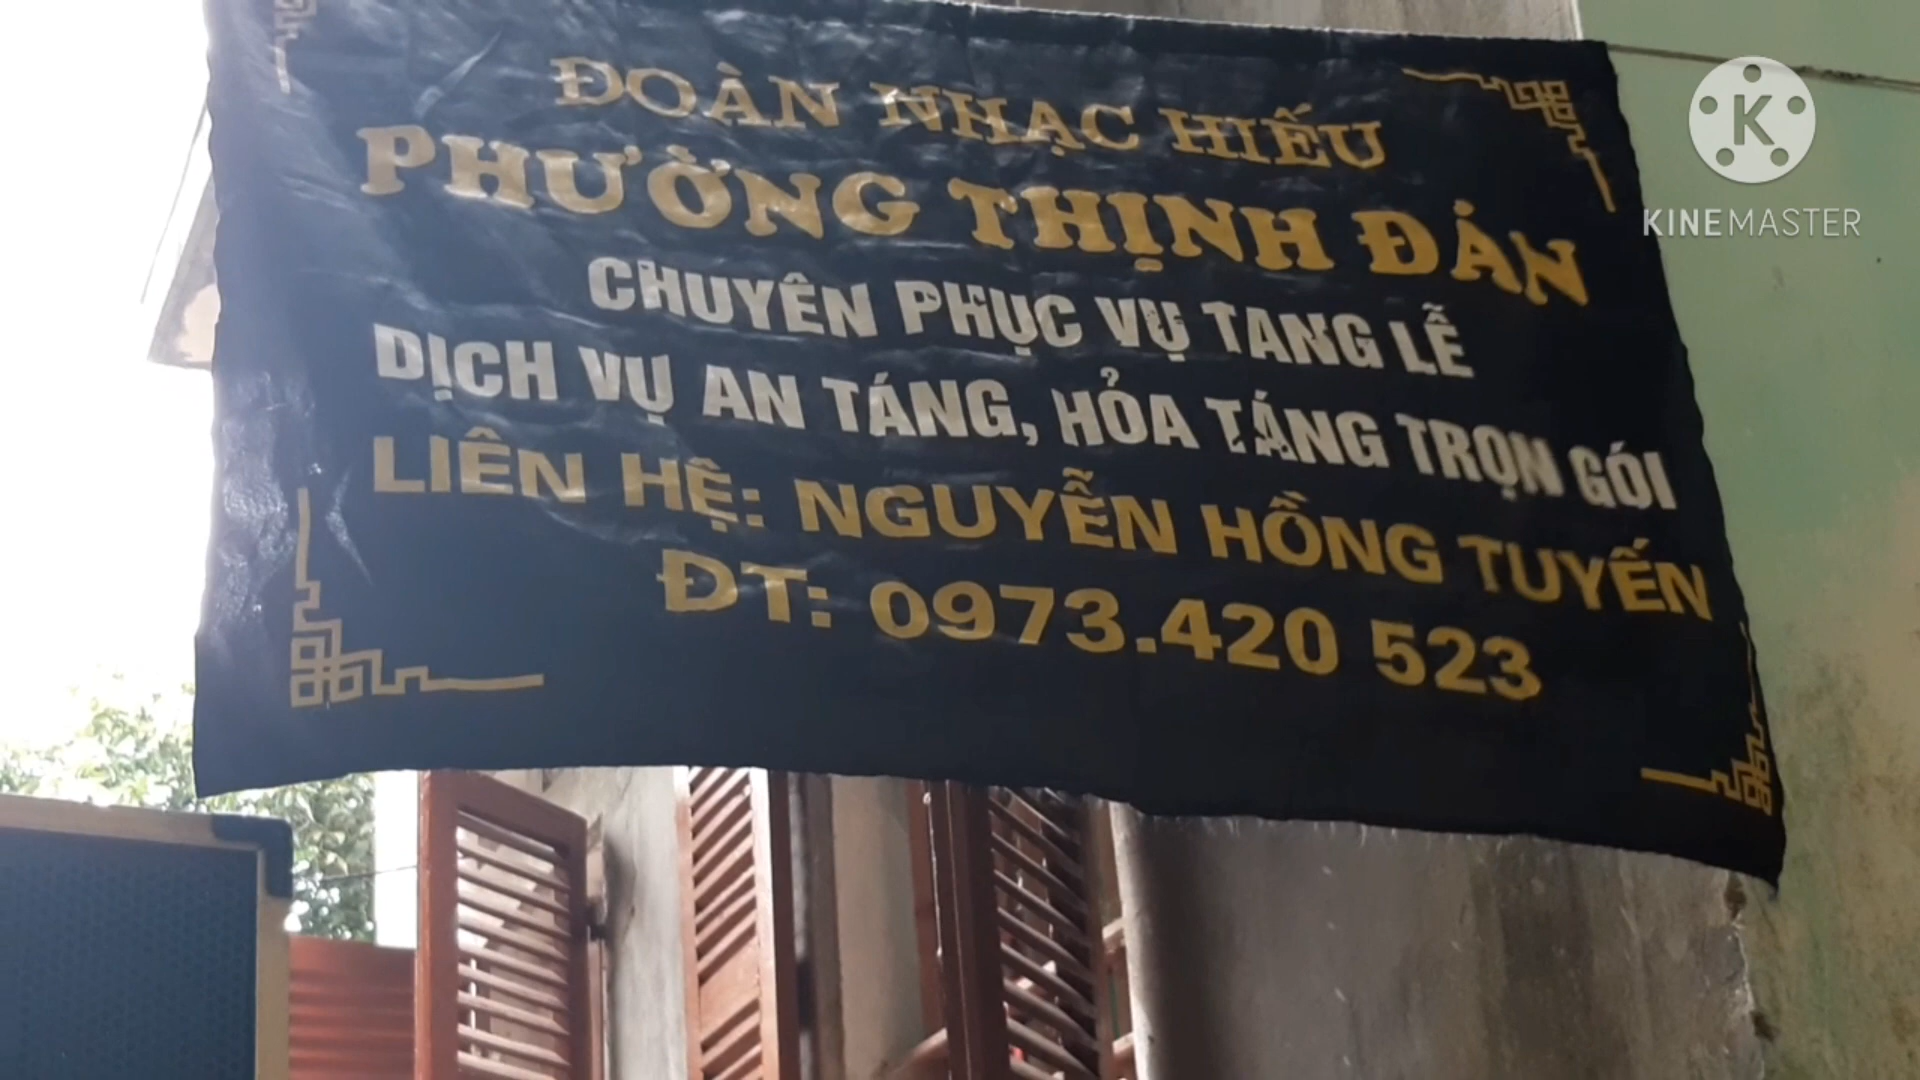 ĐOÀN NHẠC HIẾU
PHƯỜNG THỊNH ĐÁN
CHUYÊN PHỤC VỤ TANG LỄ
DỊCH VỤ AN TÁNG, HỎA TÁNG TRỌN GÓI
LIÊN HỆ: NGUYỄN HỒNG TUYẾN
ĐT: 0973.420 523
K
KINEMASTER